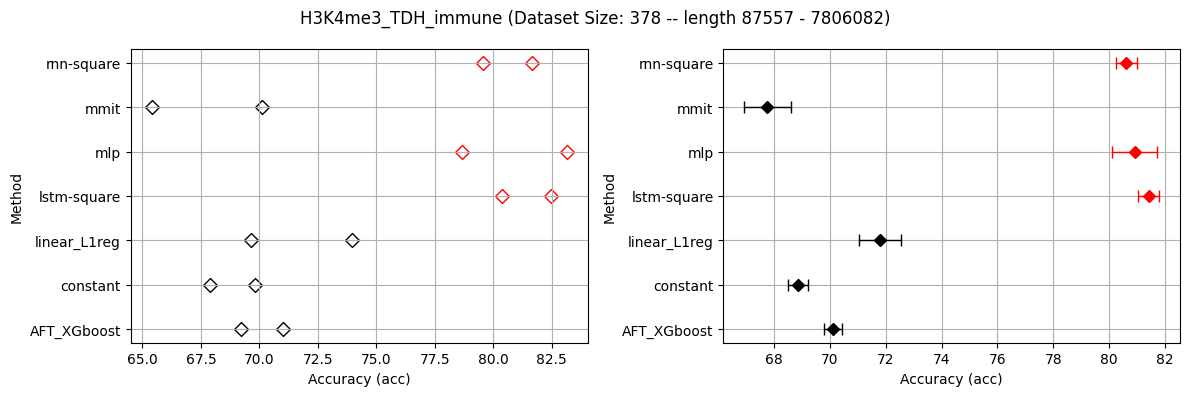 H3K4me3_TDH_immune (Dataset Size: 378 -- length 87557 - 7806082)
Method
rnn-square
mmit
mlp
lstm-square
linear_L1reg
constant
AFT_XGboost
65.0 67.5 70.0 72.5 75.0 77.5 80.0 82.5
Accuracy (acc)
Method
rnn-square
mmit
mlp
lstm-square
linear_L1reg
constant
AFT_XGboost
68 70 72 74 76 78 80 82
Accuracy (acc)